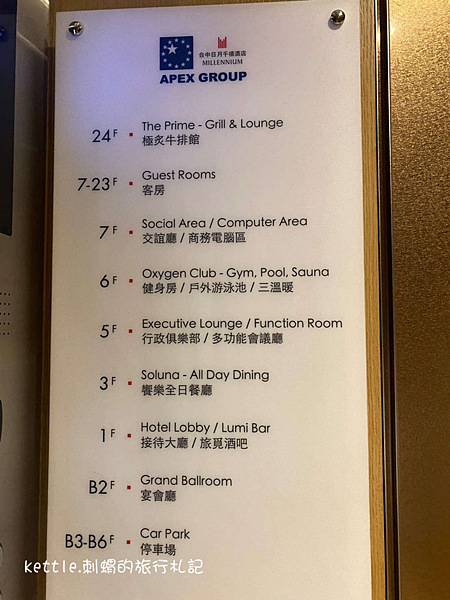 台中日月千禧酒店
MILLENNIUM
APEX GROUP
24F The Prime - Grill & Lounge
極炙牛排館
7-23F Guest Rooms
客房
7F Social Area / Computer Area
交誼廳 / 商務電腦區
6F Oxygen Club - Gym, Pool, Sauna
健身房 / 戶外游泳池 / 三溫暖
5F Executive Lounge / Function Room
行政俱樂部 / 多功能會議廳
3F Soluna - All Day Dining
饗樂全日餐廳
1F Hotel Lobby / Lumi Bar
接待大廳 / 旅覓酒吧
B2F Grand Ballroom
宴會廳
B3-B6F Car Park
停車場
kettle.刺蝟的旅行札記